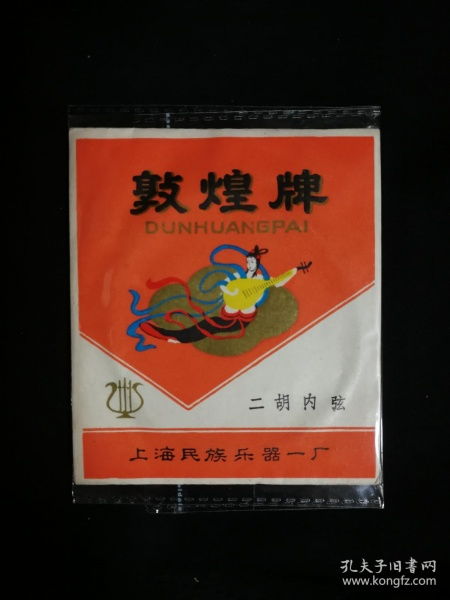 敦煌牌
DUNHUANGPAI
二胡内弦
上海民族乐器一厂
孔夫子旧书网
www.kongfz.com